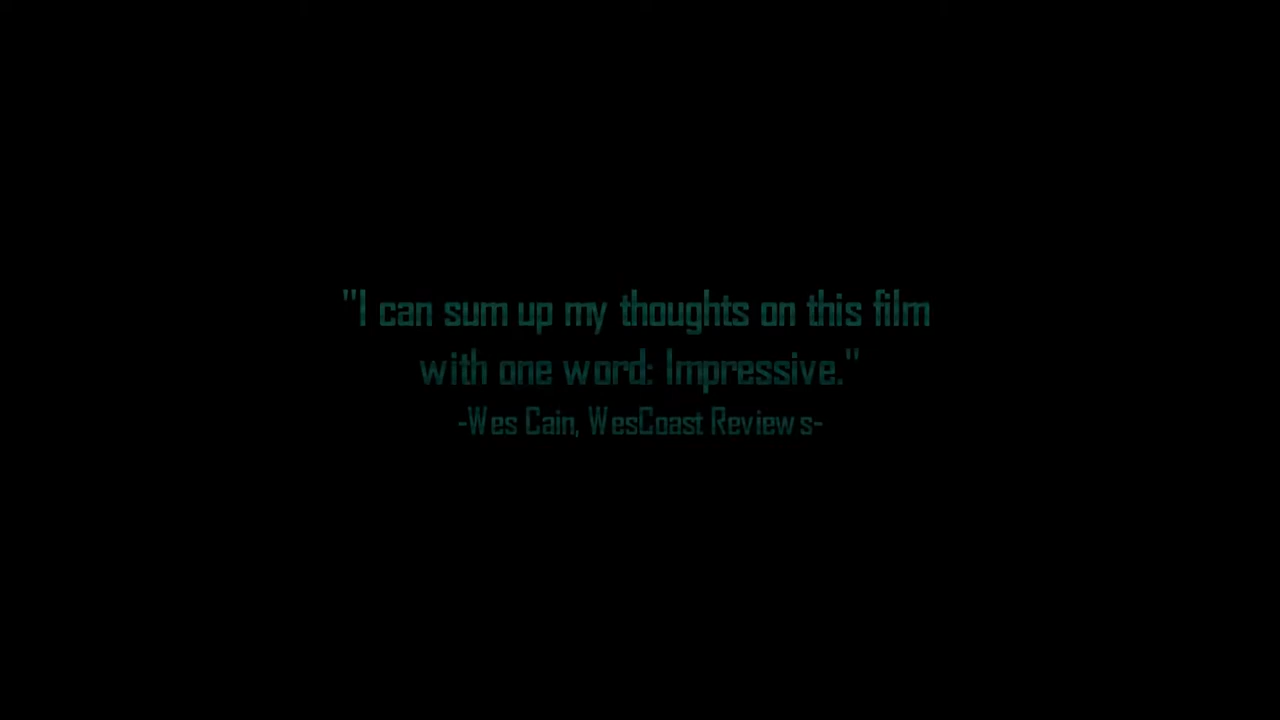 "I can sum up my thoughts on this film
with one word: Impressive."
-Wes Cain, WesCoast Reviews-